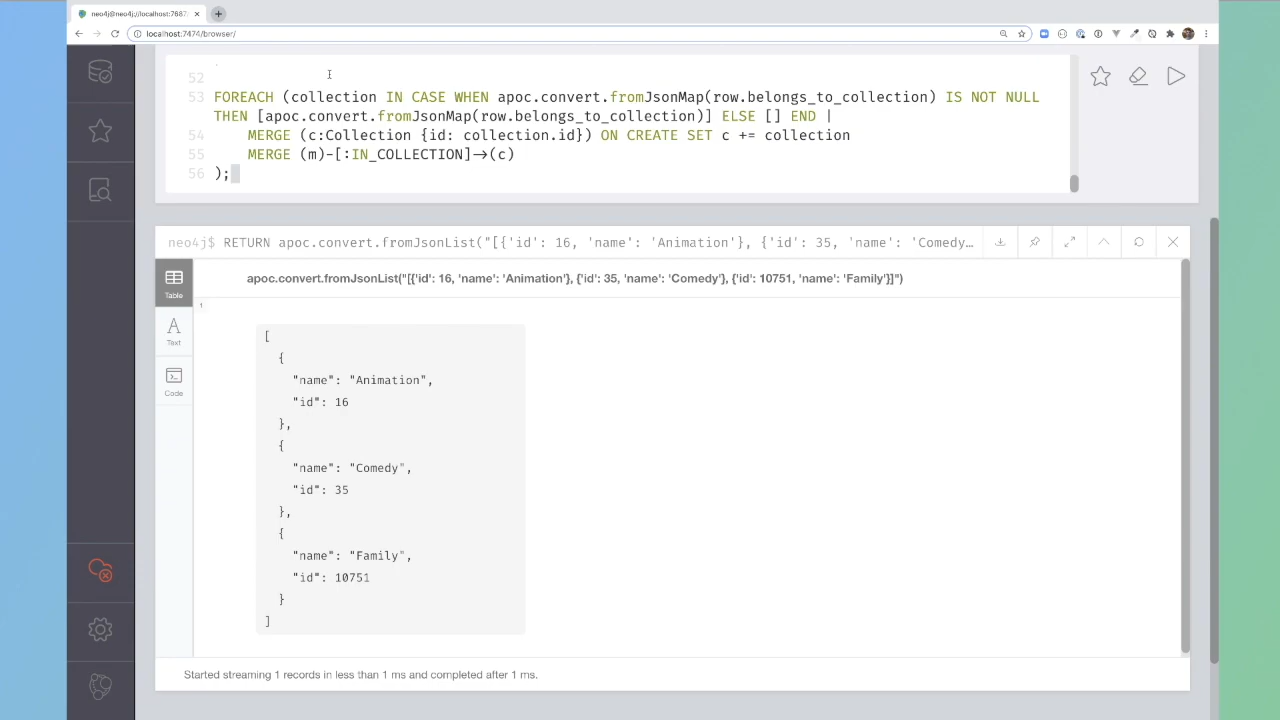 neo4j@neo4j://localhost:7687
localhost:7474/browser/
52
53 FOREACH (collection IN CASE WHEN apoc.convert.fromJsonMap(row.belongs_to_collection) IS NOT NULL
THEN [apoc.convert.fromJsonMap(row.belongs_to_collection)] ELSE [] END |
54 MERGE (c:Collection {id: collection.id}) ON CREATE SET c += collection
55 MERGE (m)-[:IN_COLLECTION]->(c)
56 );
neo4j$ RETURN apoc.convert.fromJsonList("[{'id': 16, 'name': 'Animation'}, {'id': 35, 'name': 'Comedy…
Table
Text
Code
apoc.convert.fromJsonList("[{'id': 16, 'name': 'Animation'}, {'id': 35, 'name': 'Comedy'}, {'id': 10751, 'name': 'Family'}]")
1
[
{
"name": "Animation",
"id": 16
},
{
"name": "Comedy",
"id": 35
},
{
"name": "Family",
"id": 10751
}
]
Started streaming 1 records in less than 1 ms and completed after 1 ms.